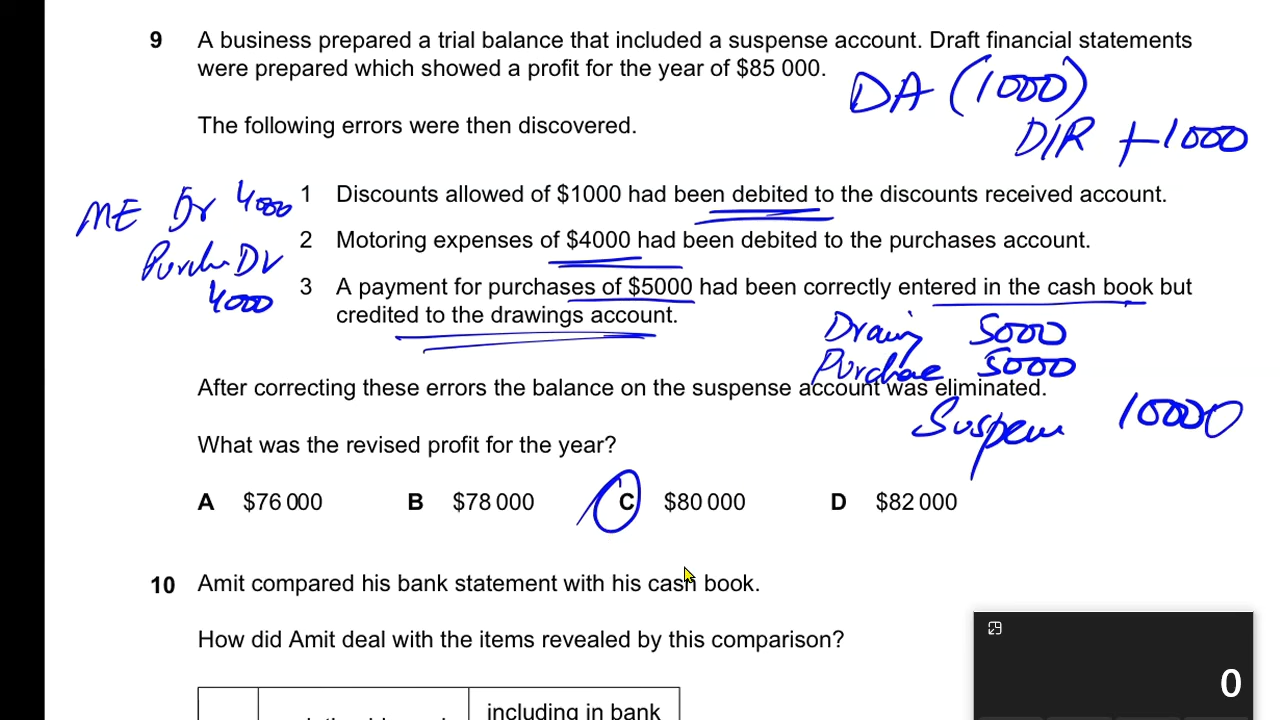 9 A business prepared a trial balance that included a suspense account. Draft financial statements
were prepared which showed a profit for the year of $85 000.
DA (1000)
The following errors were then discovered.
DIR +1000
ME Dr 4000
1 Discounts allowed of $1000 had been debited to the discounts received account.
2 Motoring expenses of $4000 had been debited to the purchases account.
4000
3 A payment for purchases of $5000 had been correctly entered in the cash book but
credited to the drawings account.
5000
Purchase 5000
After correcting these errors the balance on the suspense account was eliminated.
10000
What was the revised profit for the year?
A $76 000 B $78 000 C $80 000 D $82 000
10 Amit compared his bank statement with his cash book.
How did Amit deal with the items revealed by this comparison?
including in bank
0